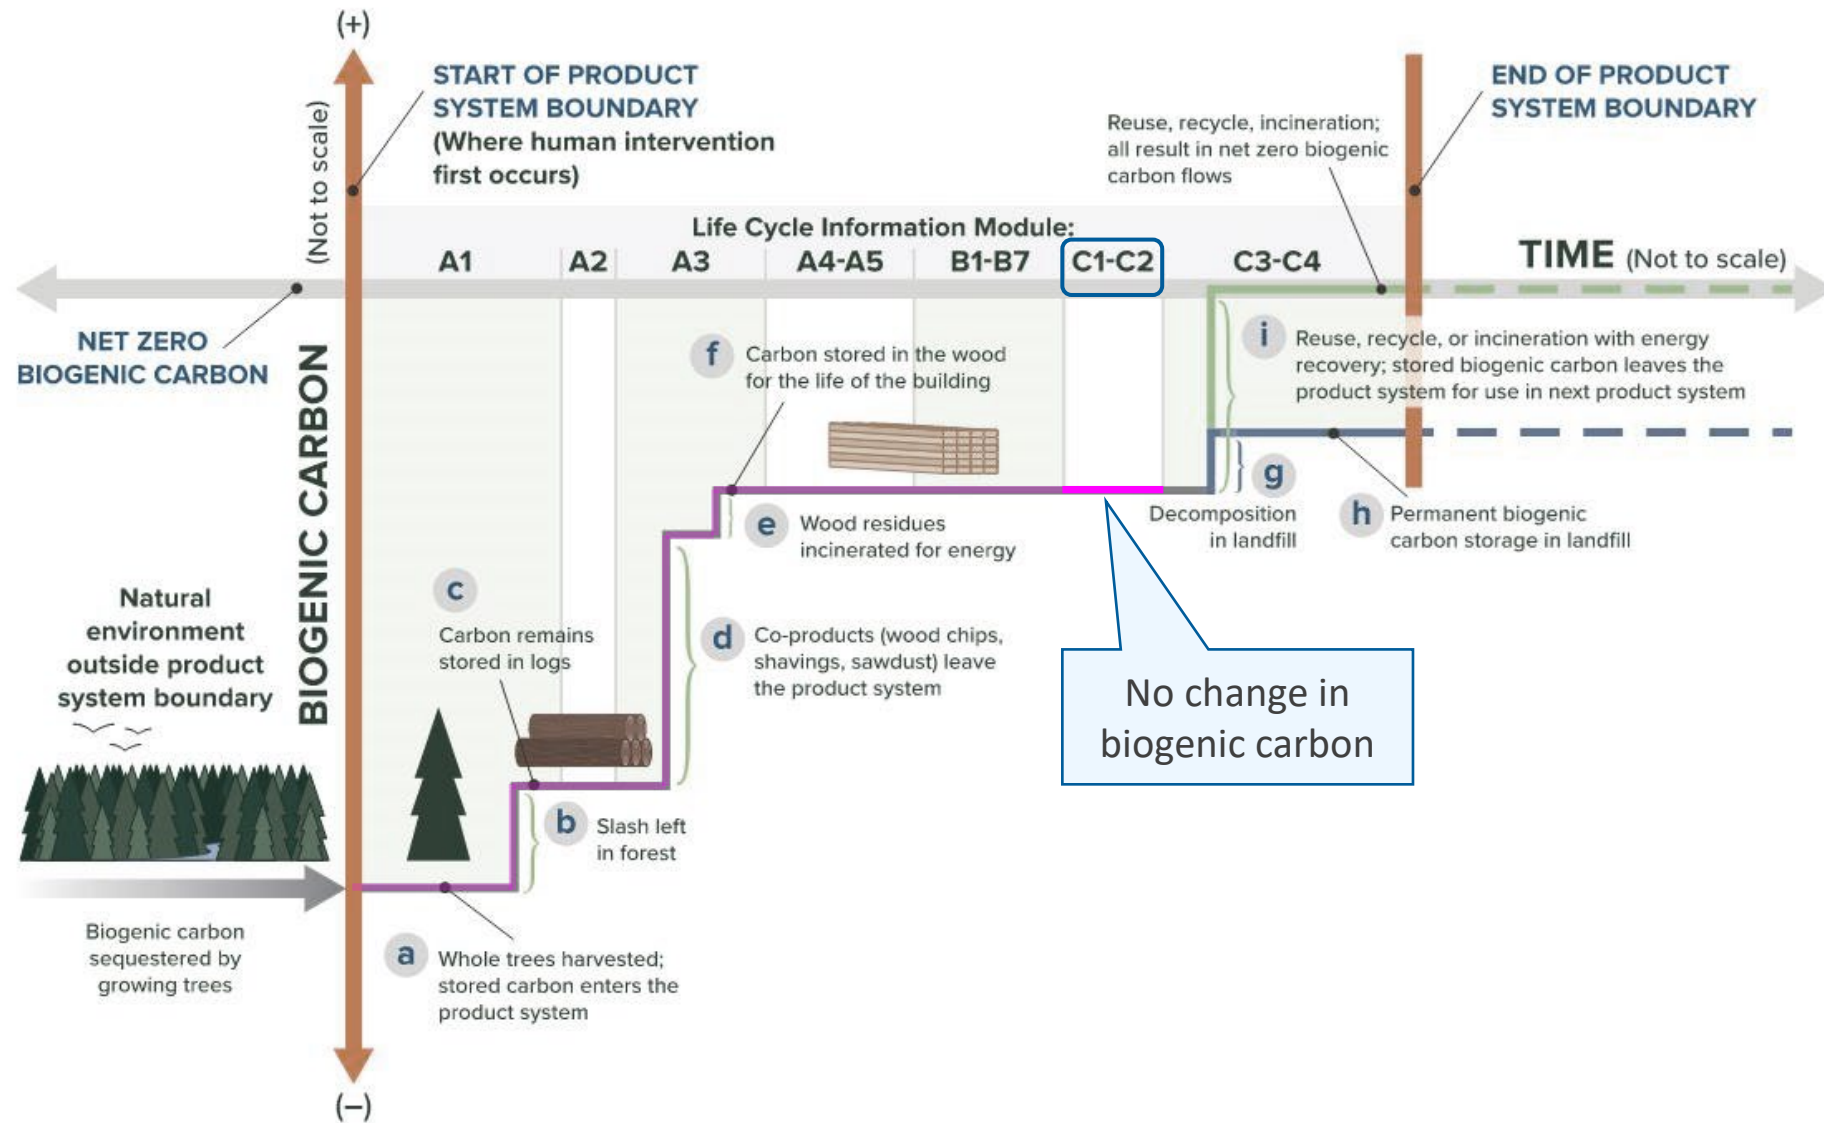 (+)
START OF PRODUCT
SYSTEM BOUNDARY
(Where human intervention
first occurs)
(Not to scale)
Reuse, recycle, incineration;
all result in net zero biogenic
carbon flows
END OF PRODUCT
SYSTEM BOUNDARY
Life Cycle Information Module:
A1
A2
A3
A4-A5
B1-B7
C1-C2
C3-C4
TIME (Not to scale)
NET ZERO
BIOGENIC CARBON
BIOGENIC CARBON
f
Carbon stored in the wood
for the life of the building
i
Reuse, recycle, or incineration with energy
recovery; stored biogenic carbon leaves the
product system for use in next product system
g
Decomposition
in landfill
h
Permanent biogenic
carbon storage in landfill
e
Wood residues
incinerated for energy
c
Carbon remains
stored in logs
d
Co-products (wood chips,
shavings, sawdust) leave
the product system
No change in
biogenic carbon
Natural
environment
outside product
system boundary
b
Slash left
in forest
Biogenic carbon
sequestered by
growing trees
a
Whole trees harvested;
stored carbon enters the
product system
(−)